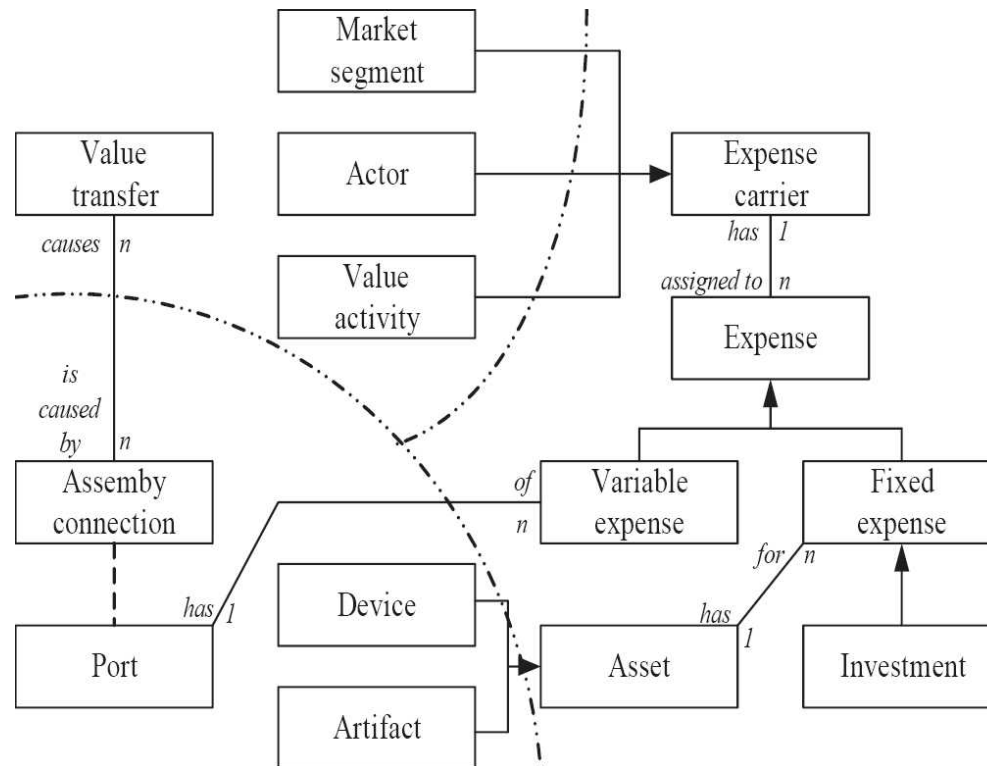 Market
segment
Value
transfer
Actor
Expense
carrier
causes n
has 1
Value
activity
assigned to n
Expense
is
caused
by n
Assemby
connection
of
n
Variable
expense
Fixed
expense
for n
has 1
Device
has
1
Port
Asset
Investment
Artifact